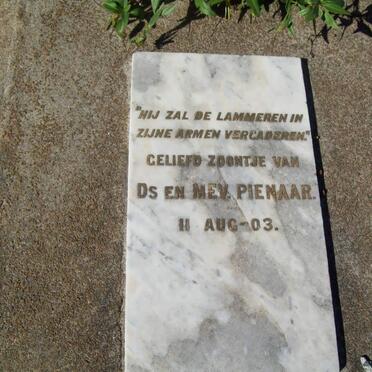 "HIJ ZAL DE LAMMEREN IN
ZIJNE ARMEN VERGADEREN."
GELIEFD ZOONTJE VAN
DS EN MEV. PIENAAR.
11 AUG-03.